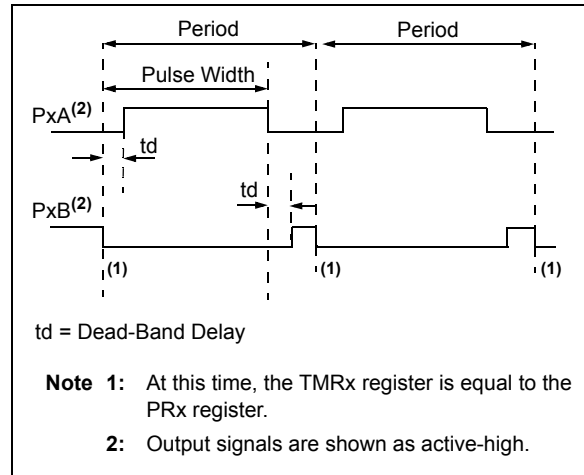 Period
Period
Pulse Width
PxA(2)
td
td
PxB(2)
(1)
(1)
(1)
td = Dead-Band Delay
Note 1: At this time, the TMRx register is equal to the
PRx register.
2: Output signals are shown as active-high.